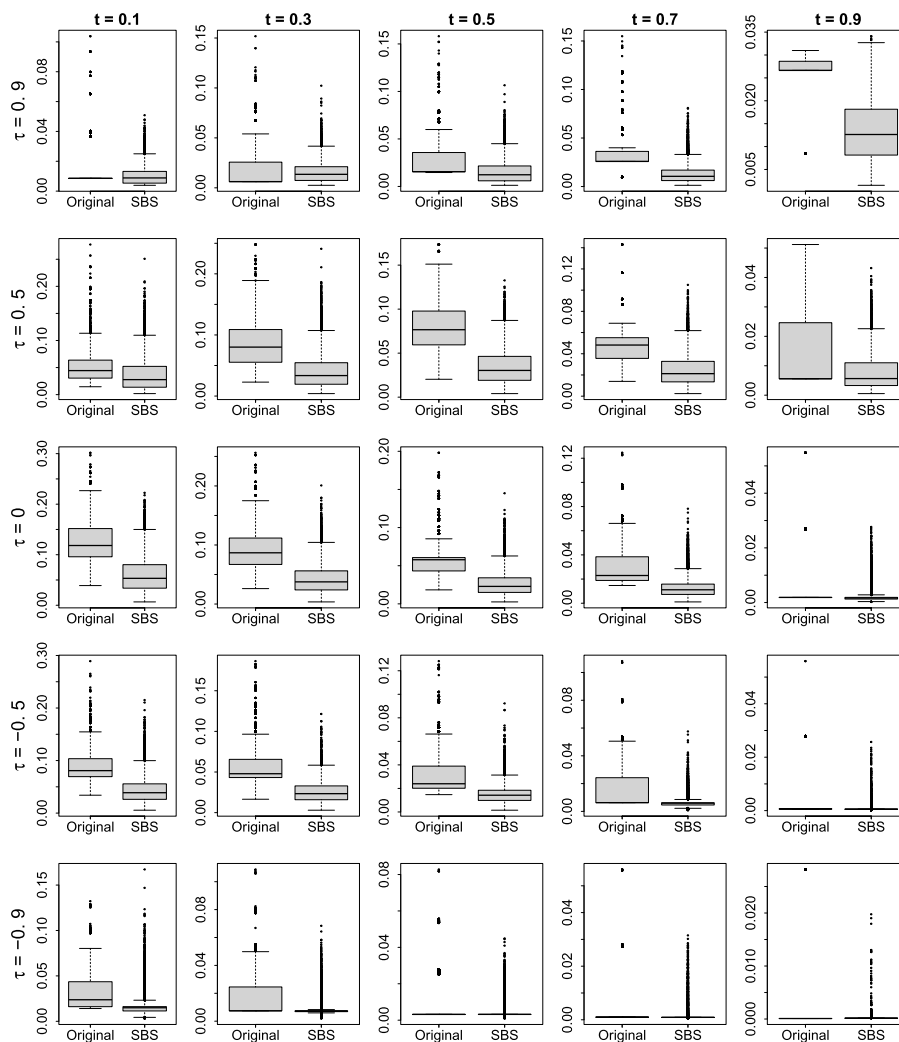 t = 0.1 t = 0.3 t = 0.5 t = 0.7 t = 0.9
τ = 0.9
0.00 0.04 0.08
Original SBS
0.00 0.05 0.10 0.15
Original SBS
0.00 0.05 0.10 0.15
Original SBS
0.00 0.05 0.10 0.15
Original SBS
0.005 0.020 0.035
Original SBS
τ = 0.5
0.00 0.10 0.20
Original SBS
0.00 0.10 0.20
Original SBS
0.00 0.05 0.10 0.15
Original SBS
0.00 0.04 0.08 0.12
Original SBS
0.00 0.02 0.04
Original SBS
τ = 0
0.00 0.10 0.20 0.30
Original SBS
0.00 0.10 0.20
Original SBS
0.00 0.10 0.20
Original SBS
0.00 0.04 0.08 0.12
Original SBS
0.00 0.02 0.04
Original SBS
τ = −0.5
0.00 0.10 0.20 0.30
Original SBS
0.00 0.05 0.10 0.15
Original SBS
0.00 0.04 0.08 0.12
Original SBS
0.00 0.04 0.08
Original SBS
0.00 0.02 0.04
Original SBS
τ = −0.9
0.00 0.05 0.10 0.15
Original SBS
0.00 0.04 0.08
Original SBS
0.00 0.04 0.08
Original SBS
0.00 0.02 0.04
Original SBS
0.000 0.010 0.020
Original SBS